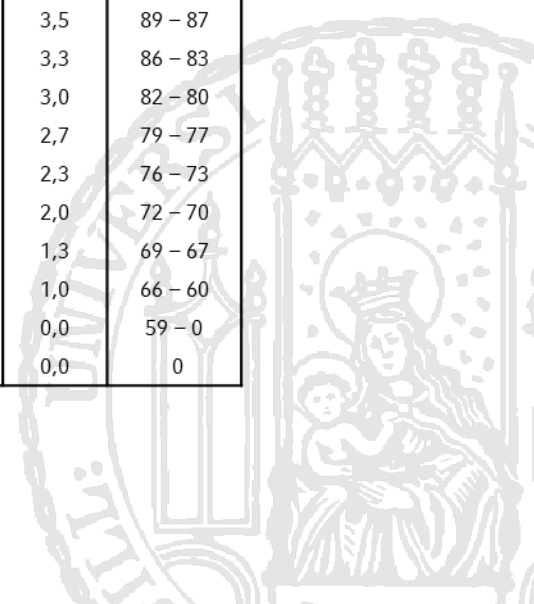 3,5 89 – 87
3,3 86 – 83
3,0 82 – 80
2,7 79 – 77
2,3 76 – 73
2,0 72 – 70
1,3 69 – 67
1,0 66 – 60
0,0 59 – 0
0,0 0
UNIVERSI